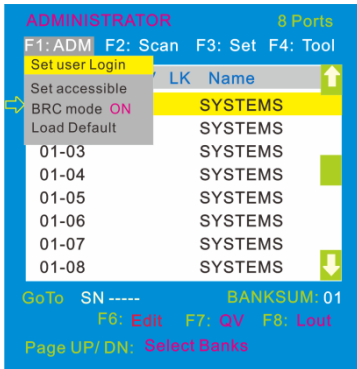 ADMINISTRATOR 8 Ports
F1: ADM F2: Scan F3: Set F4: Tool
Set user Login
LK Name
Set accessible
BRC mode ON SYSTEMS
Load Default SYSTEMS
01-03 SYSTEMS
01-04 SYSTEMS
01-05 SYSTEMS
01-06 SYSTEMS
01-07 SYSTEMS
01-08 SYSTEMS
GoTo SN ----- BANKSUM: 01
F6: Edit F7: QV F8: Lout
Page UP/ DN: Select Banks